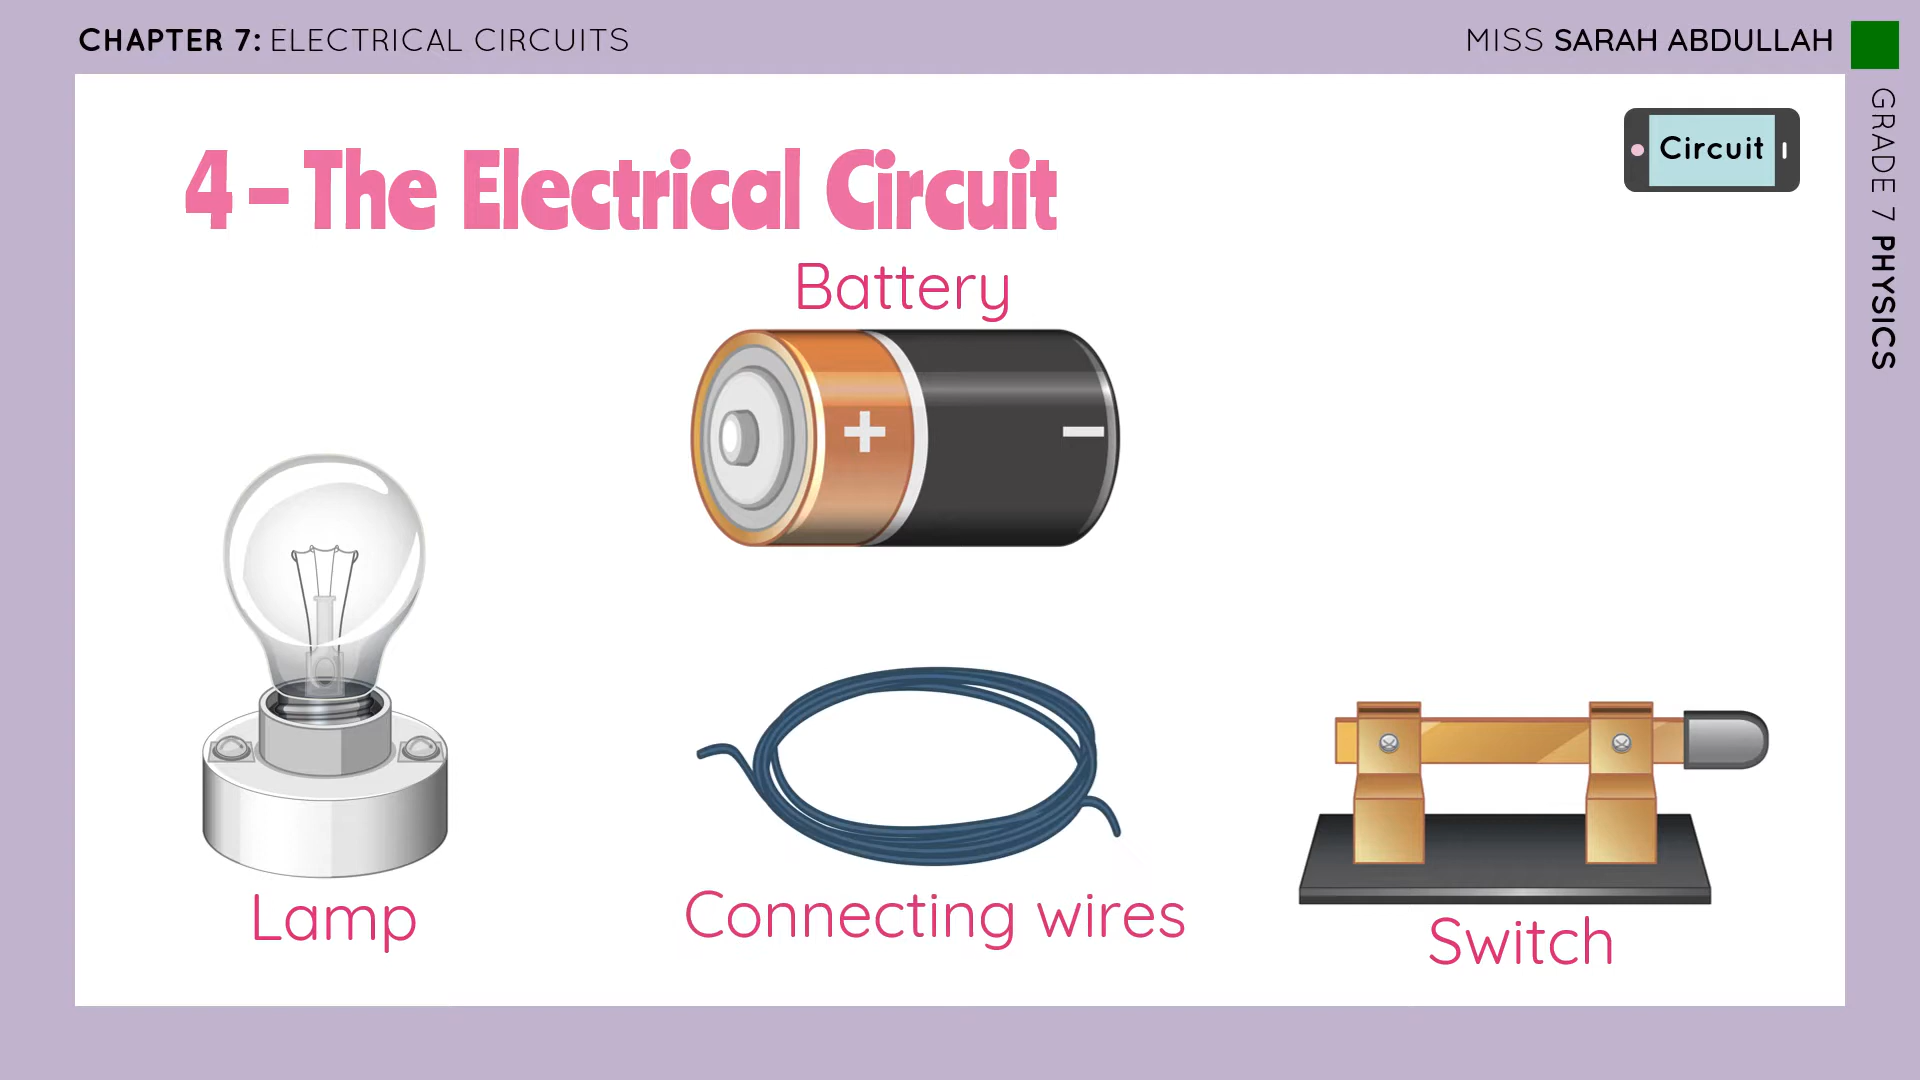 CHAPTER 7: ELECTRICAL CIRCUITS
MISS SARAH ABDULLAH
GRADE 7 PHYSICS
Circuit
4 – The Electrical Circuit
Battery
+ −
Lamp
Connecting wires
Switch